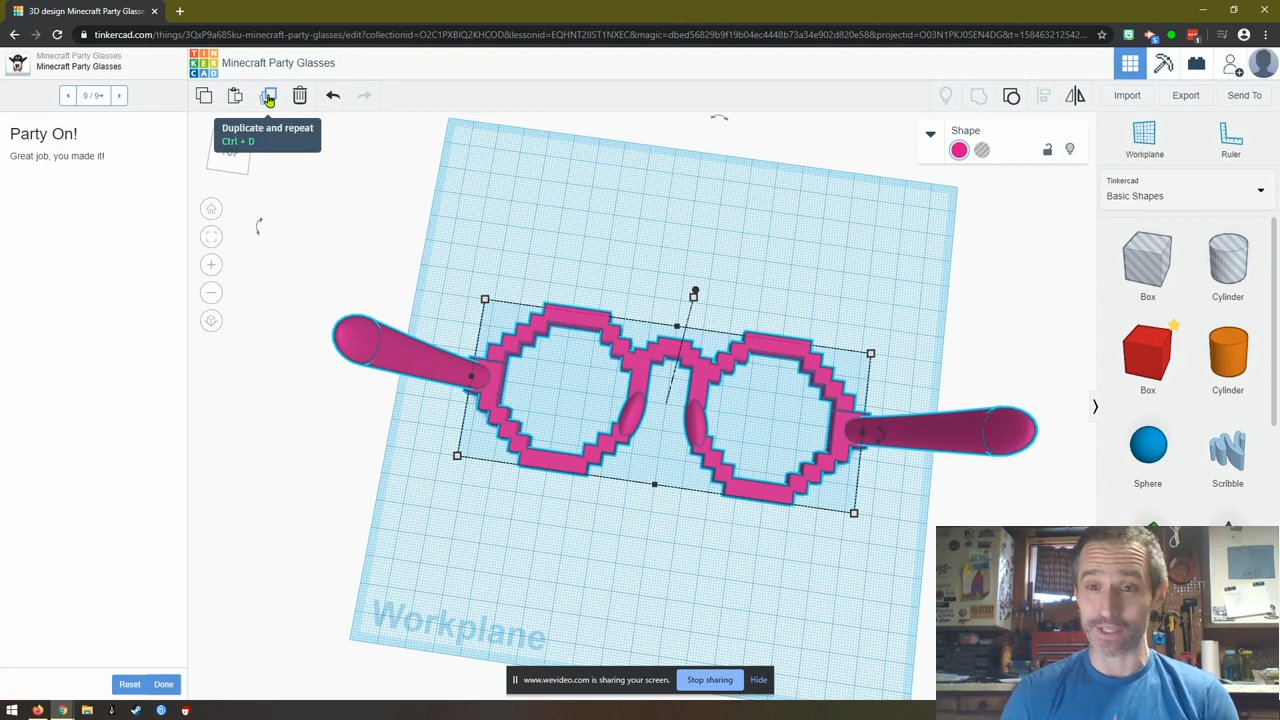 3D design Minecraft Party Glasse
tinkercad.com/things/3QxP9a685ku-minecraft-party-glasses/edit?collectionid=O2C1PXBIQ2KHCOD&lessonid=EQHNT2IIST1NXEC&magic=dbed56829b9f19b04ec4448b73a34e902d820e58&projectid=O03N1PKJ0SEN4DG&t=158463212542...
Minecraft Party Glasses
Minecraft Party Glasses
TIN
KER
CAD
Minecraft Party Glasses
9 / 9
Import
Export
Send To
Party On!
Great job, you made it!
Duplicate and repeat
Ctrl + D
Shape
Workplane
Ruler
Tinkercad
Basic Shapes
Box
Cylinder
Box
Cylinder
Sphere
Scribble
Workplane
www.wevideo.com is sharing your screen.
Stop sharing
Hide
Reset
Done